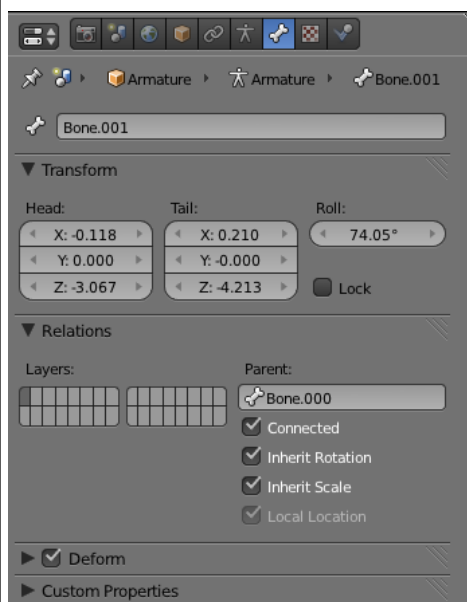 Armature Armature Bone.001
Bone.001
Transform
Head: Tail: Roll:
X: -0.118 X: 0.210 74.05°
Y: 0.000 Y: -0.000
Z: -3.067 Z: -4.213 Lock
Relations
Layers: Parent:
Bone.000
Connected
Inherit Rotation
Inherit Scale
Local Location
Deform
Custom Properties